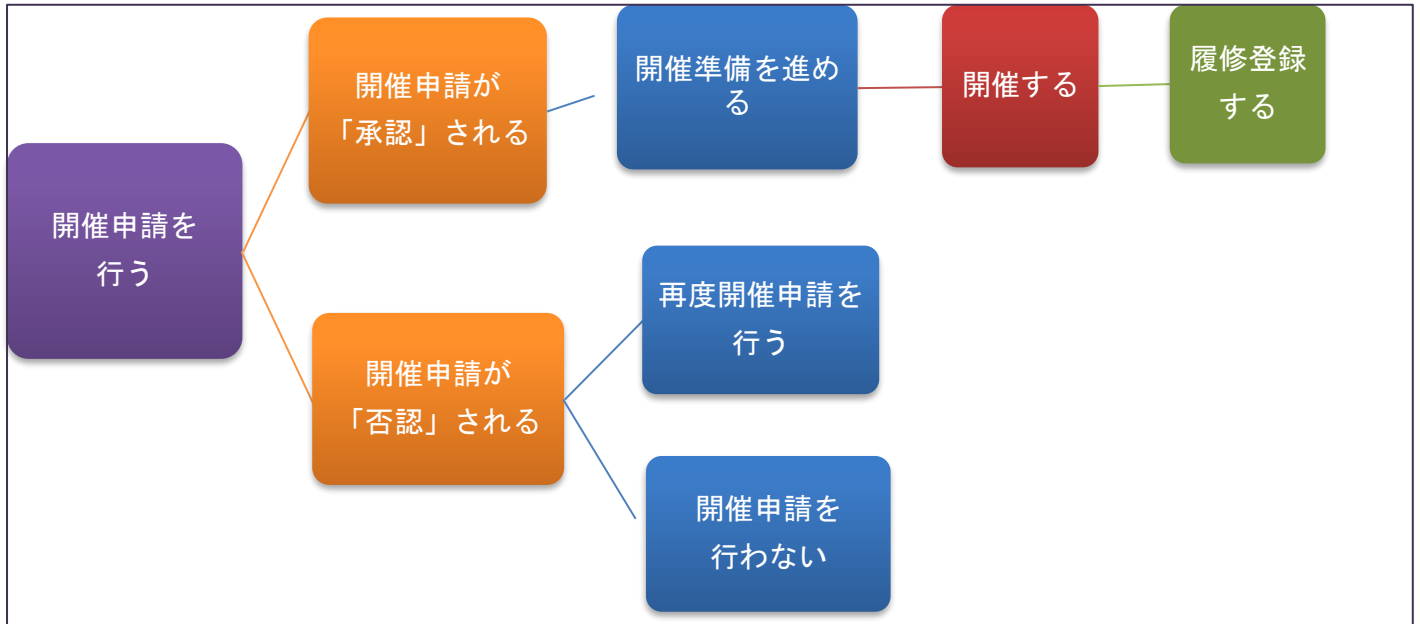 開催申請を
行う
開催申請が
「承認」される
開催準備を進め
る
開催する
履修登録
する
開催申請が
「否認」される
再度開催申請を
行う
開催申請を
行わない